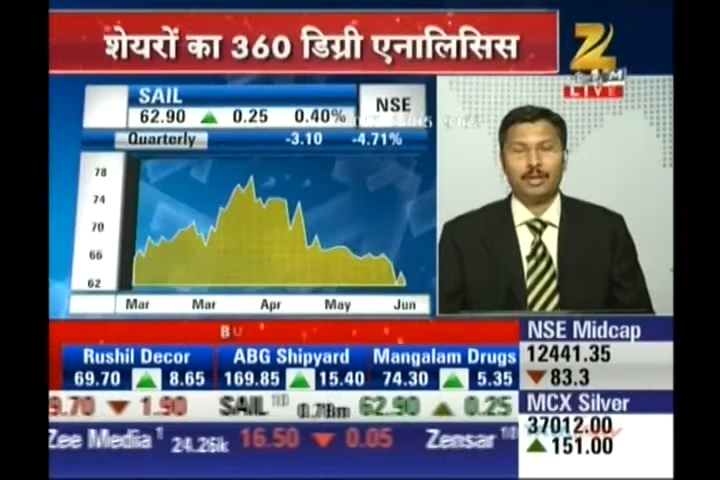 शेयरों का 360 डिग्री एनालिसिस
Z
LIVE
SAIL
62.90 ▲ 0.25 0.40%
NSE
Quarterly -3.10 -4.71%
78
74
70
66
62
Mar Mar Apr May Jun
Rushil Decor
69.70 ▲ 8.65
ABG Shipyard
169.85 ▲ 15.40
Mangalam Drugs
74.30 ▲ 5.35
NSE Midcap
12441.35
▼ 83.3
MCX Silver
37012.00
▲ 151.00
9.70 ▼ 1.90 SAIL 0.78m 62.90 ▲ 0.25
Zee Media 24.26k 16.50 ▼ 0.05 Zensar